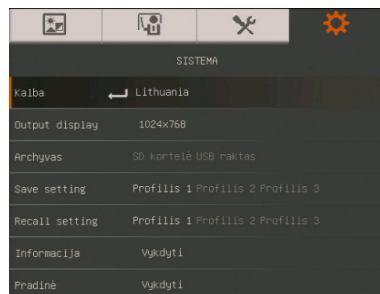 SISTEMA
Kalba Lithuania
Output display 1024x768
Archyvas SD kortelė USB raktas
Save setting Profilis 1 Profilis 2 Profilis 3
Recall setting Profilis 1 Profilis 2 Profilis 3
Informacija Vykdyti
Pradinė Vykdyti